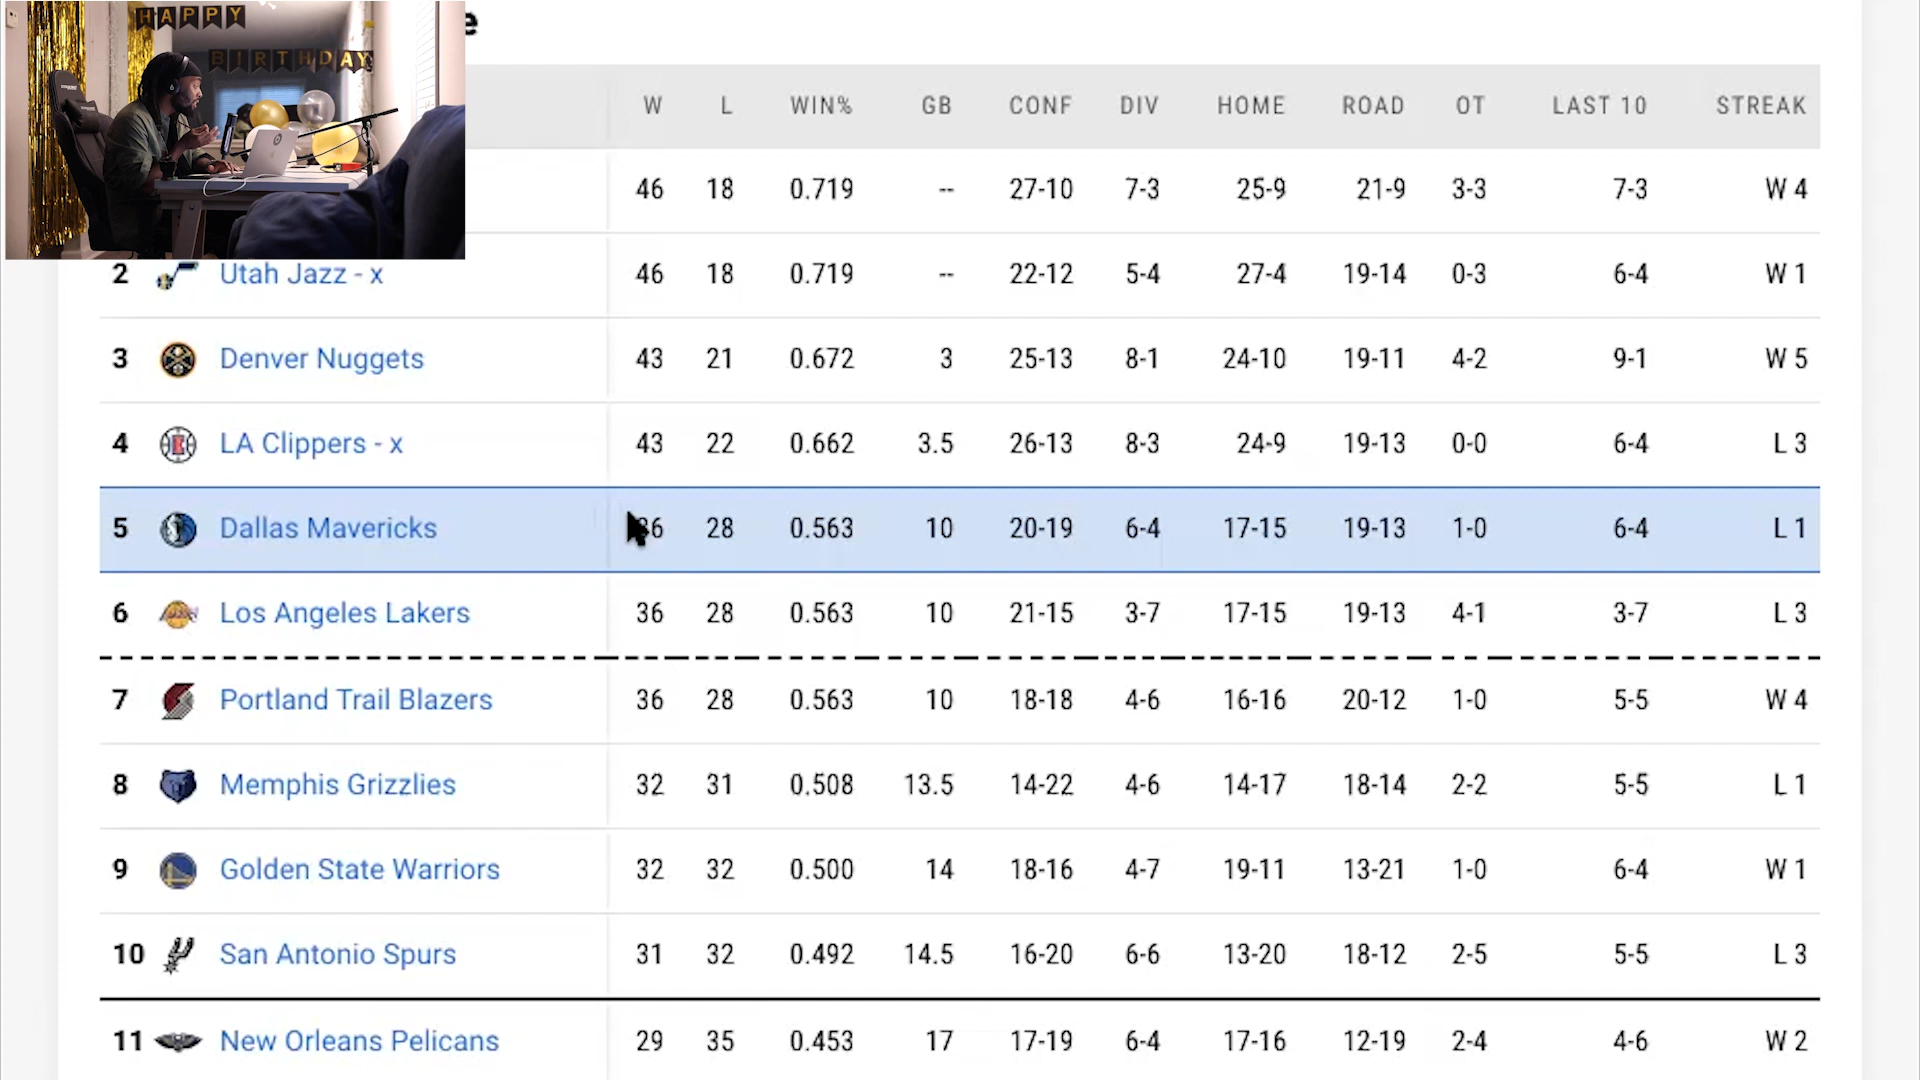 HAPPY
BIRTHDAY
e
W L WIN% GB CONF DIV HOME ROAD OT LAST 10 STREAK
46 18 0.719 -- 27-10 7-3 25-9 21-9 3-3 7-3 W 4
2 Utah Jazz - x 46 18 0.719 -- 22-12 5-4 27-4 19-14 0-3 6-4 W 1
3 Denver Nuggets 43 21 0.672 3 25-13 8-1 24-10 19-11 4-2 9-1 W 5
4 LA Clippers - x 43 22 0.662 3.5 26-13 8-3 24-9 19-13 0-0 6-4 L 3
5 Dallas Mavericks 36 28 0.563 10 20-19 6-4 17-15 19-13 1-0 6-4 L 1
6 Los Angeles Lakers 36 28 0.563 10 21-15 3-7 17-15 19-13 4-1 3-7 L 3
7 Portland Trail Blazers 36 28 0.563 10 18-18 4-6 16-16 20-12 1-0 5-5 W 4
8 Memphis Grizzlies 32 31 0.508 13.5 14-22 4-6 14-17 18-14 2-2 5-5 L 1
9 Golden State Warriors 32 32 0.500 14 18-16 4-7 19-11 13-21 1-0 6-4 W 1
10 San Antonio Spurs 31 32 0.492 14.5 16-20 6-6 13-20 18-12 2-5 5-5 L 3
11 New Orleans Pelicans 29 35 0.453 17 17-19 6-4 17-16 12-19 2-4 4-6 W 2